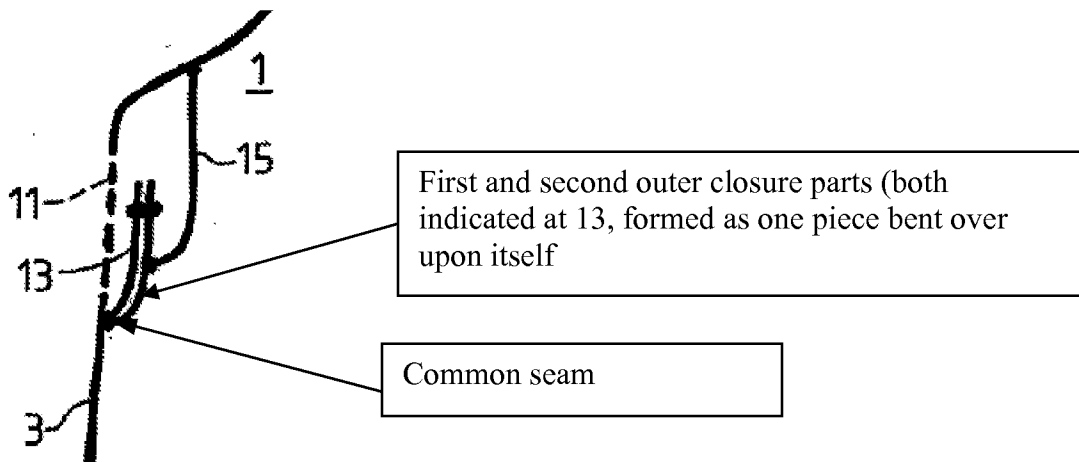 1
15
First and second outer closure parts (both
indicated at 13, formed as one piece bent over
upon itself
11
13
Common seam
3